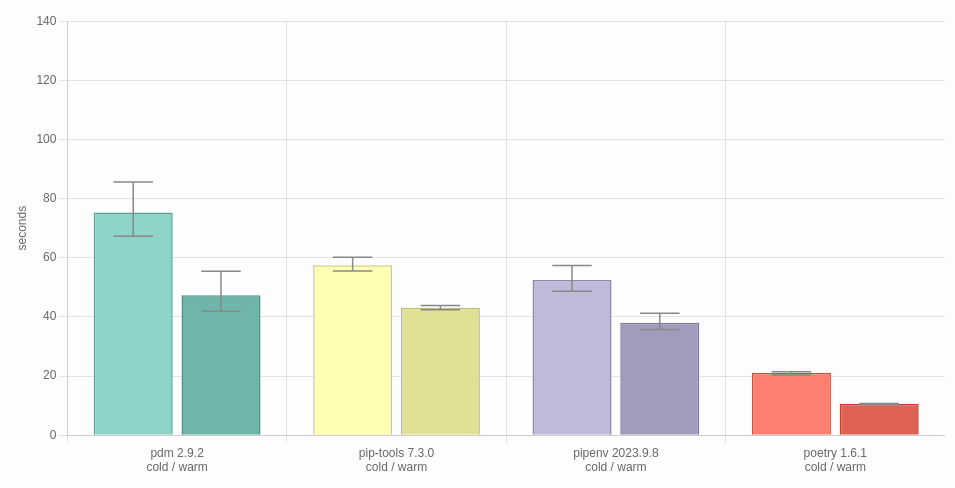 140
120
100
80
60
40
20
0
seconds
pdm 2.9.2
cold / warm
pip-tools 7.3.0
cold / warm
pipenv 2023.9.8
cold / warm
poetry 1.6.1
cold / warm